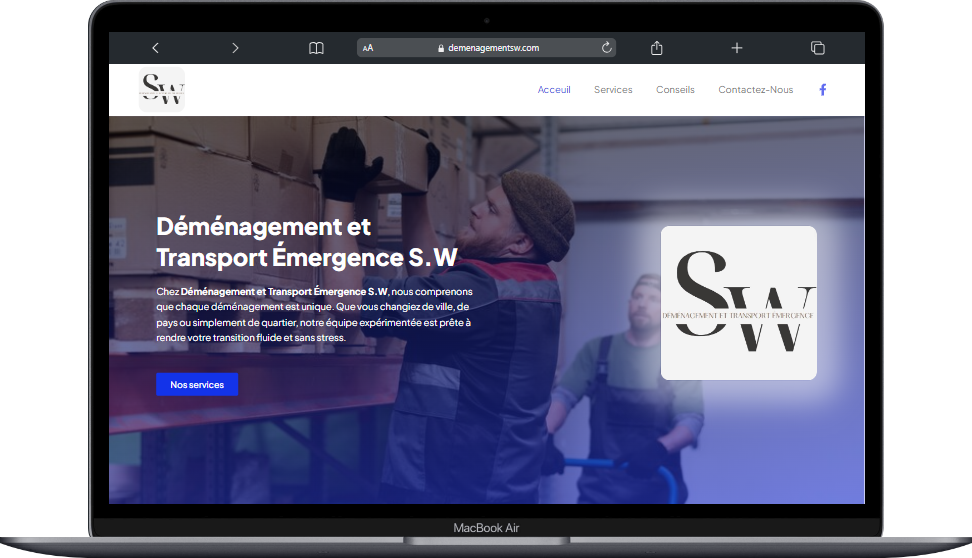 AA demenagementsw.com
SW
Acceuil Services Conseils Contactez-Nous f
Déménagement et
Transport Émergence S.W
Chez Déménagement et Transport Émergence S.W, nous comprenons
que chaque déménagement est unique. Que vous changiez de ville, de
pays ou simplement de quartier, notre équipe expérimentée est prête à
rendre votre transition fluide et sans stress.
Nos services
SW
DEMENAGEMENT ET TRANSPORT EMERGENCE
MacBook Air